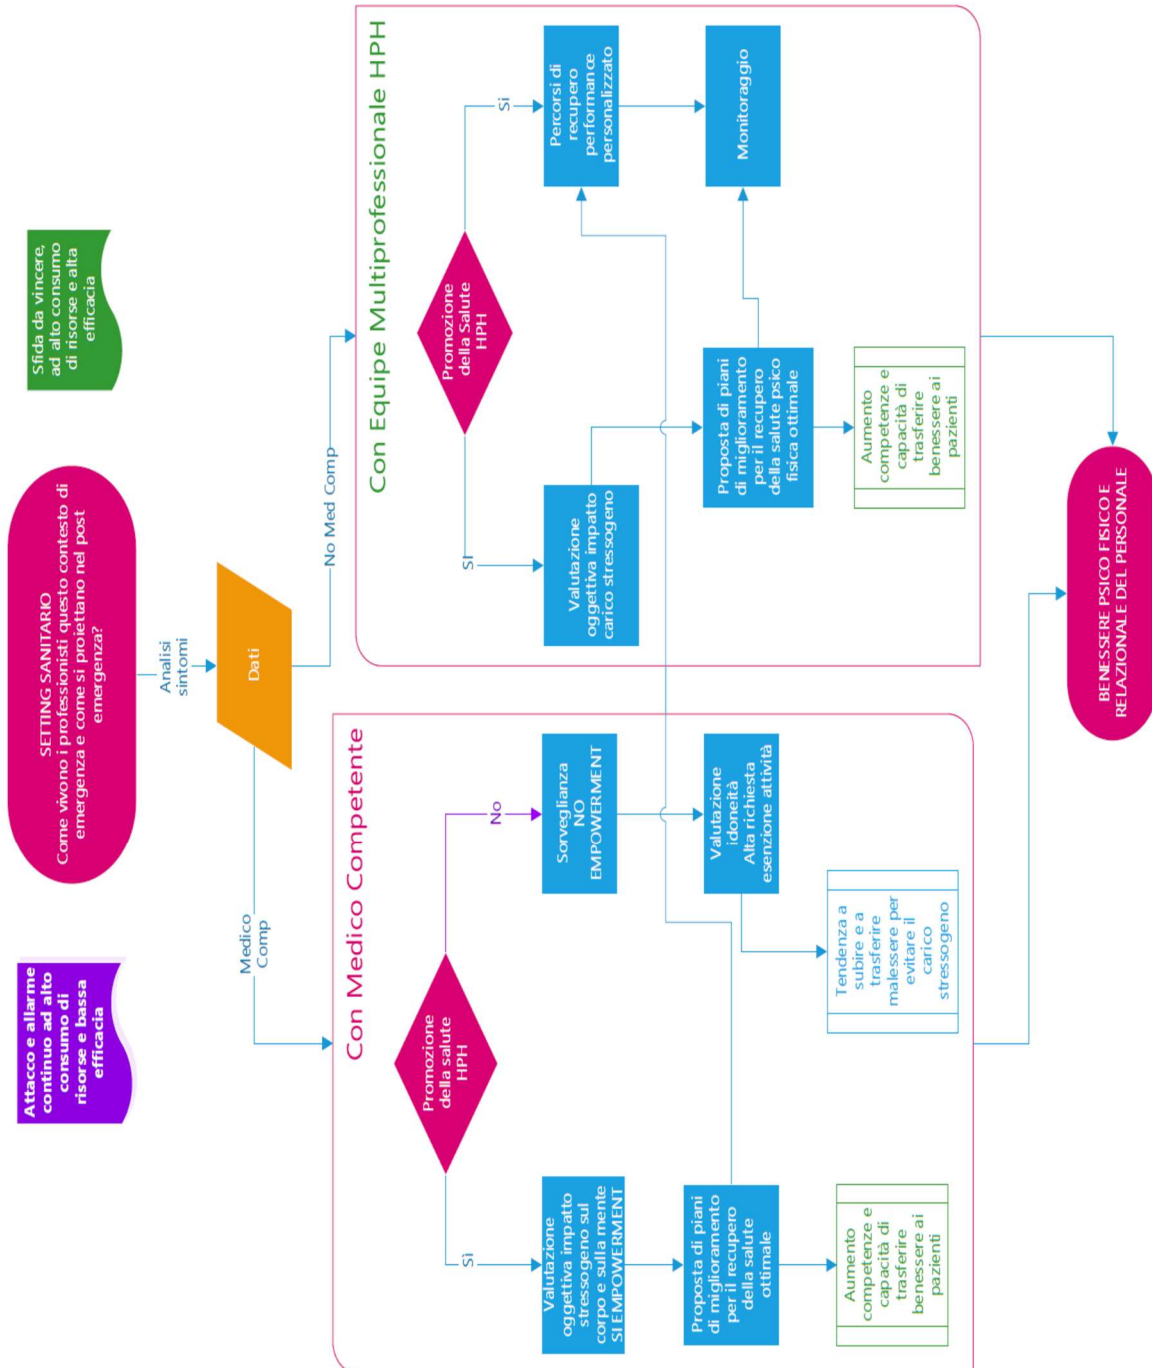 Attacco e allarme
continuo ad alto
consumo di
risorse e bassa
efficacia
SETTING SANITARIO
Come vivono i professionisti questo contesto di
emergenza e come si proiettano nel post
emergenza?
Sfida da vincere,
ad alto consumo
di risorse e alta
efficacia
Analisi
sintomi
Dati
Medico
Comp
No Med Comp
Con Medico Competente
Promozione
della salute
HPH
Sì
No
Valutazione
oggettiva impatto
stressogeno sul
corpo e sulla mente
SI EMPOWERMENT
Sorveglianza
NO
EMPOWERMENT
Proposta di piani
di miglioramento
per il recupero
della salute
ottimale
Valutazione
idoneità
Alta richiesta
esenzione attività
Aumento
competenze e
capacità di
trasferire
benessere ai
pazienti
Tendenza a
subire e a
trasferire
malessere per
evitare il
carico
stressogeno
Con Equipe Multiprofessionale HPH
Promozione
della Salute
HPH
SI
Si
Valutazione
oggettiva impatto
carico stressogeno
Percorsi di
recupero
performance
personalizzato
Proposta di piani
di miglioramento
per il recupero
della salute psico
fisica ottimale
Monitoraggio
Aumento
competenze e
capacità di
trasferire
benessere ai
pazienti
BENESSERE PSICO FISICO E
RELAZIONALE DEL PERSONALE